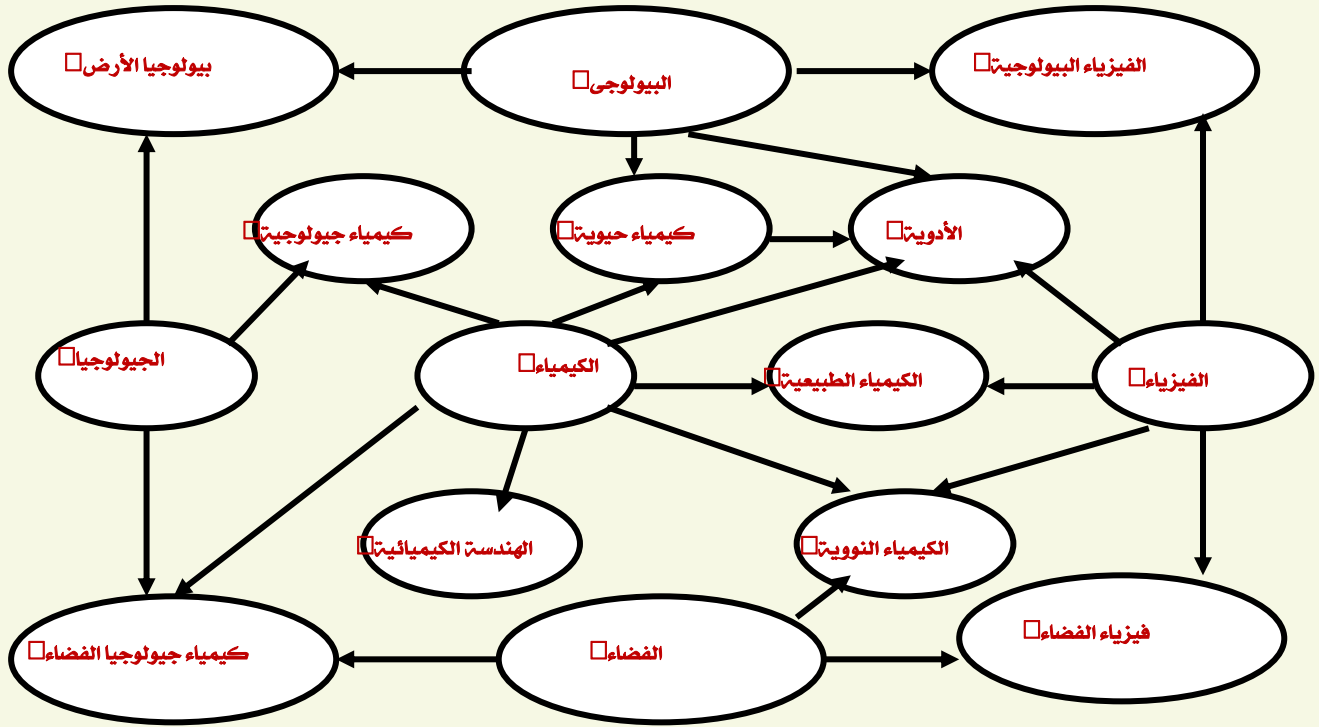 الفيزياء البيولوجية
البيولوجى
بيولوجيا الأرض
الأدوية
كيمياء حيوية
كيمياء جيولوجية
الفيزياء
الكيمياء الطبيعية
الكيمياء
الجيولوجيا
الكيمياء النووية
الهندسة الكيميائية
فيزياء الفضاء
الفضاء
كيمياء جيولوجيا الفضاء